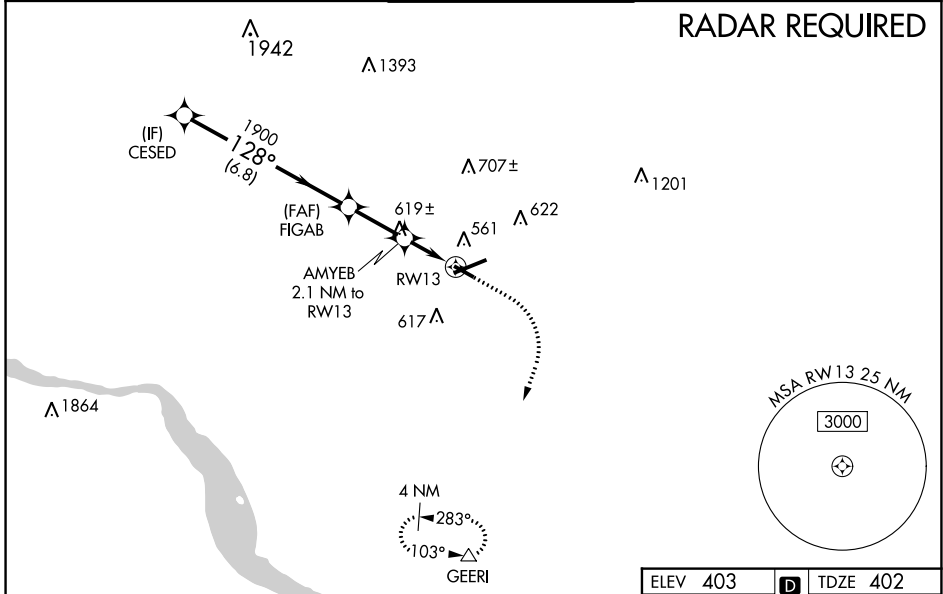 RADAR REQUIRED
1942
1393
(IF)
CESED
1900
128°
(6.8)
707±
1201
(FAF)
FIGAB
619±
622
561
AMYEB
2.1 NM to
RW13
RW13
617
1864
MSA RW13 25 NM
3000
4 NM
283°
103°
GEERI
ELEV 403 D TDZE 402